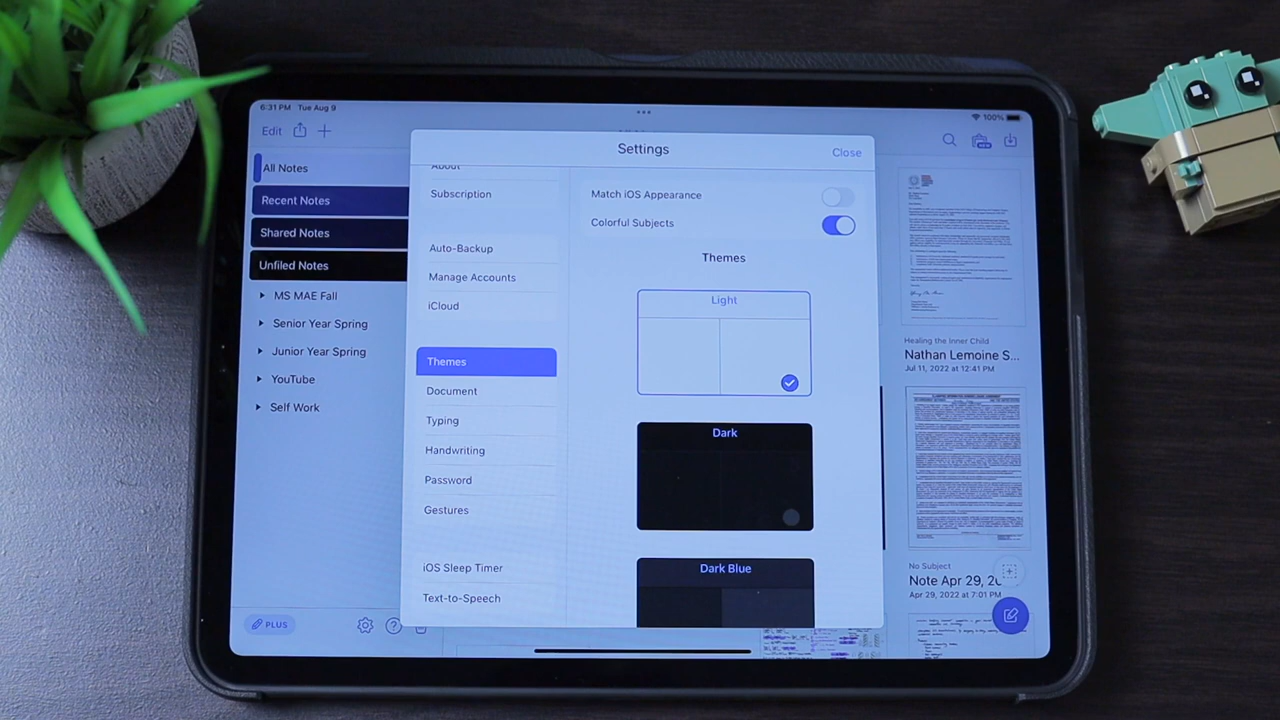 6:31 PM Tue Aug 9
100%
Edit
All Notes
Recent Notes
Shared Notes
Unfiled Notes
MS MAE Fall
Senior Year Spring
Junior Year Spring
YouTube
Self Work
PLUS
Settings
Close
About
Subscription
Auto-Backup
Manage Accounts
iCloud
Themes
Document
Typing
Handwriting
Password
Gestures
iOS Sleep Timer
Text-to-Speech
Match iOS Appearance
Colorful Subjects
Themes
Light
Dark
Dark Blue
NEW
Healing the Inner Child
Nathan Lemoine S...
Jul 11, 2022 at 12:41 PM
No Subject
Note Apr 29, 20
Apr 29, 2022 at 7:01 PM